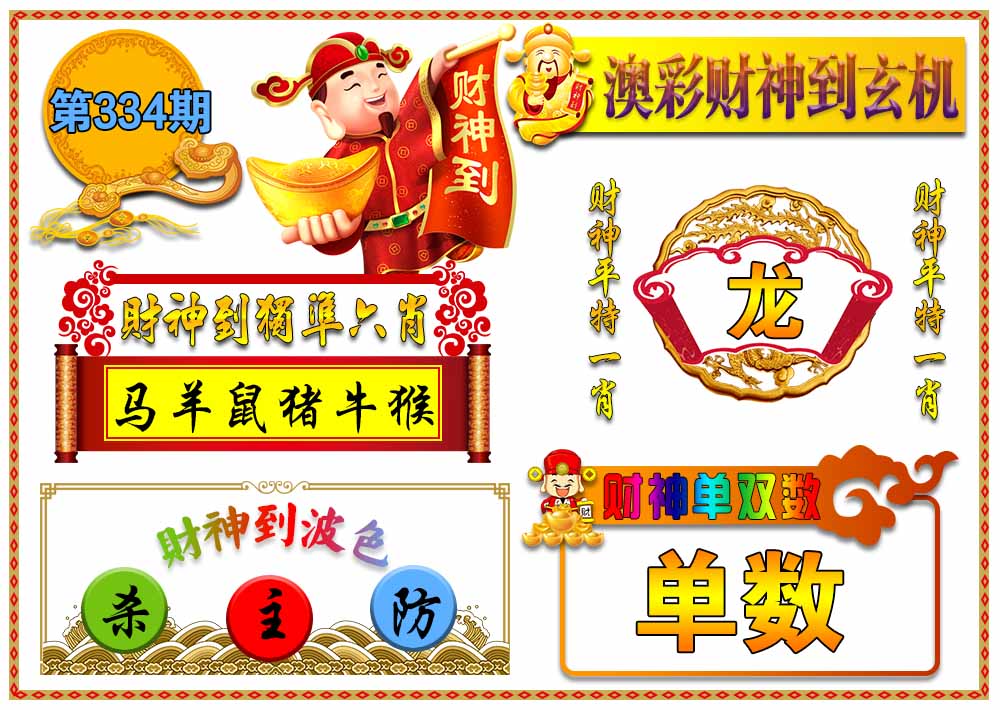 第334期
财神到
澳彩财神到玄机
财神平特一肖
龙
财神平特一肖
財神到獨準六肖
马羊鼠猪牛猴
財神到波色
杀 主 防
财神单双数
单数